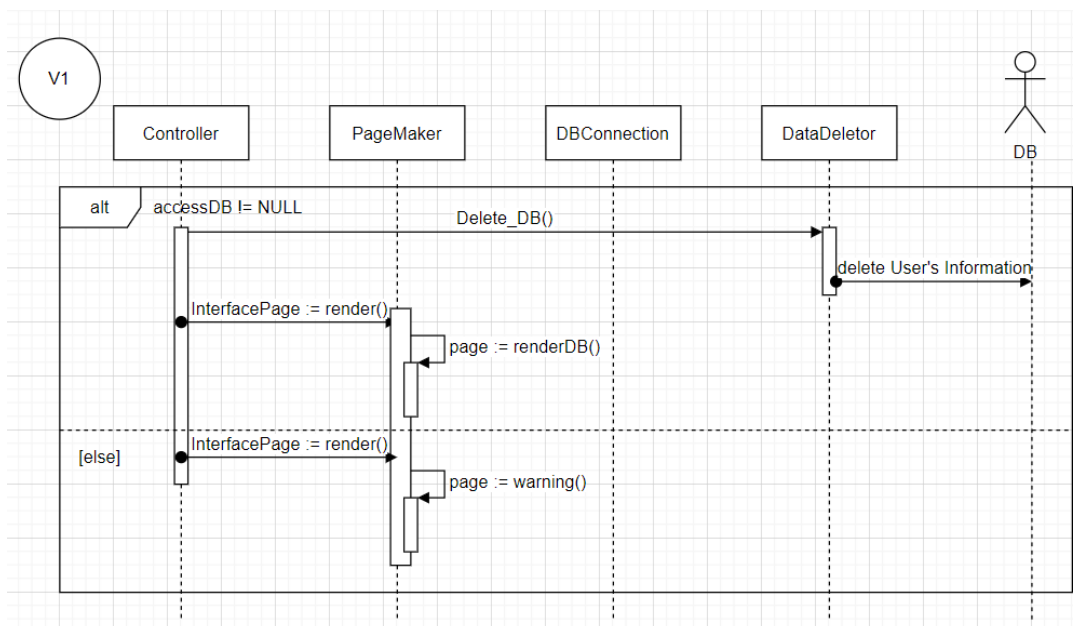 V1
Controller
PageMaker
DBConnection
DataDeletor
DB
alt
accessDB != NULL
Delete_DB()
delete User's Information
InterfacePage := render()
page := renderDB()
InterfacePage := render()
[else]
page := warning()